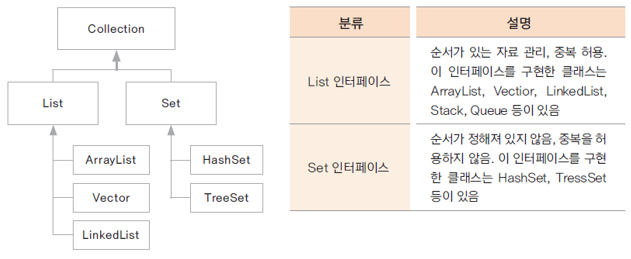 Collection
List
Set
ArrayList
HashSet
Vector
TreeSet
LinkedList
분류
설명
List 인터페이스
순서가 있는 자료 관리, 중복 허용.
이 인터페이스를 구현한 클래스는
ArrayList, Vectior, LinkedList,
Stack, Queue 등이 있음
Set 인터페이스
순서가 정해져 있지 않음, 중복을 허
용하지 않음. 이 인터페이스를 구현
한 클래스는 HashSet, TressSet
등이 있음